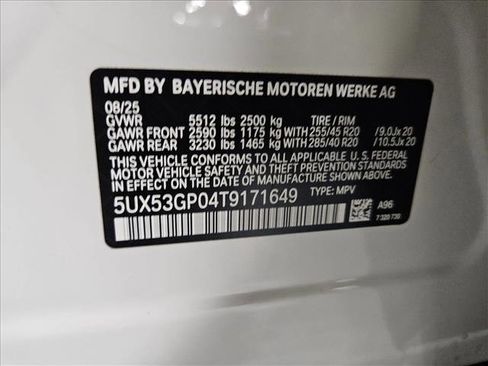 MFD BY BAYERISCHE MOTOREN WERKE AG
08/25
GVWR 5512 lbs 2500 kg TIRE / RIM
GAWR FRONT 2590 lbs 1175 kg WITH 255/45 R20 /9.0Jx20
GAWR REAR 3230 lbs 1465 kg WITH 285/40 R20 /10.5Jx20
THIS VEHICLE CONFORMS TO ALL APPLICABLE U. S. FEDERAL
MOTOR VEHICLE SAFETY AND THEFT PREVENTION STANDARDS
IN EFFECT ON THE DATE OF MANUFACTURE SHOWN ABOVE.
5UX53GP04T9171649 TYPE: MPV
A96
7 320 730